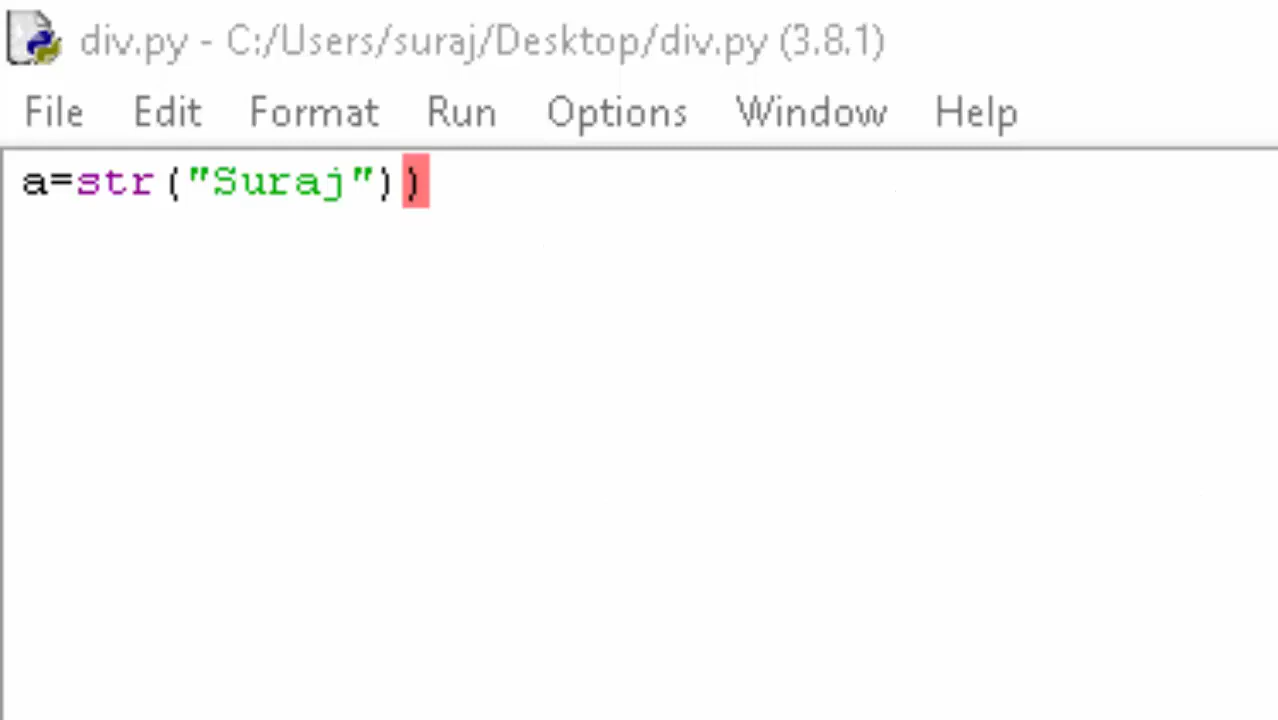 div.py - C:/Users/suraj/Desktop/div.py (3.8.1)
File Edit Format Run Options Window Help
a=str("Suraj"))